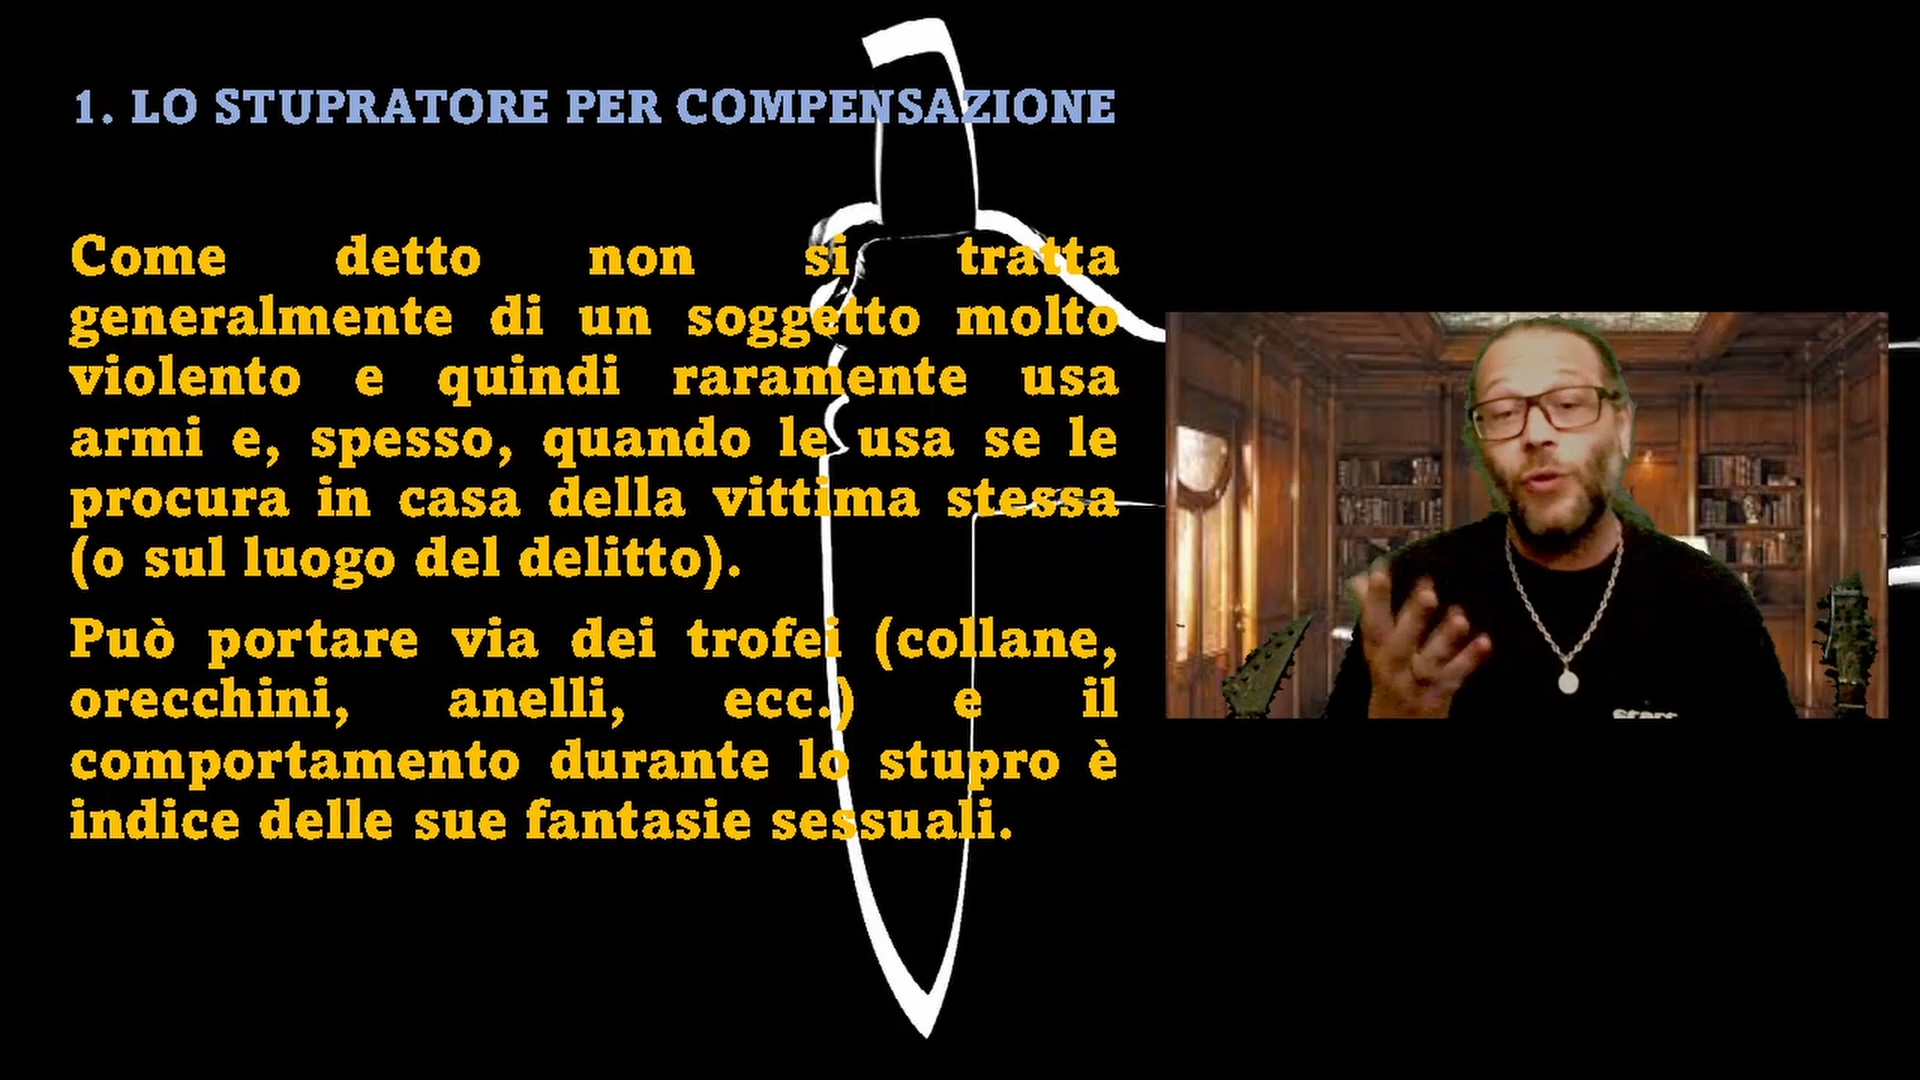 1. LO STUPRATORE PER COMPENSAZIONE
Come detto non si tratta
generalmente di un soggetto molto
violento e quindi raramente usa
armi e, spesso, quando le usa se le
procura in casa della vittima stessa
(o sul luogo del delitto).
Può portare via dei trofei (collane,
orecchini, anelli, ecc.) e il
comportamento durante lo stupro è
indice delle sue fantasie sessuali.